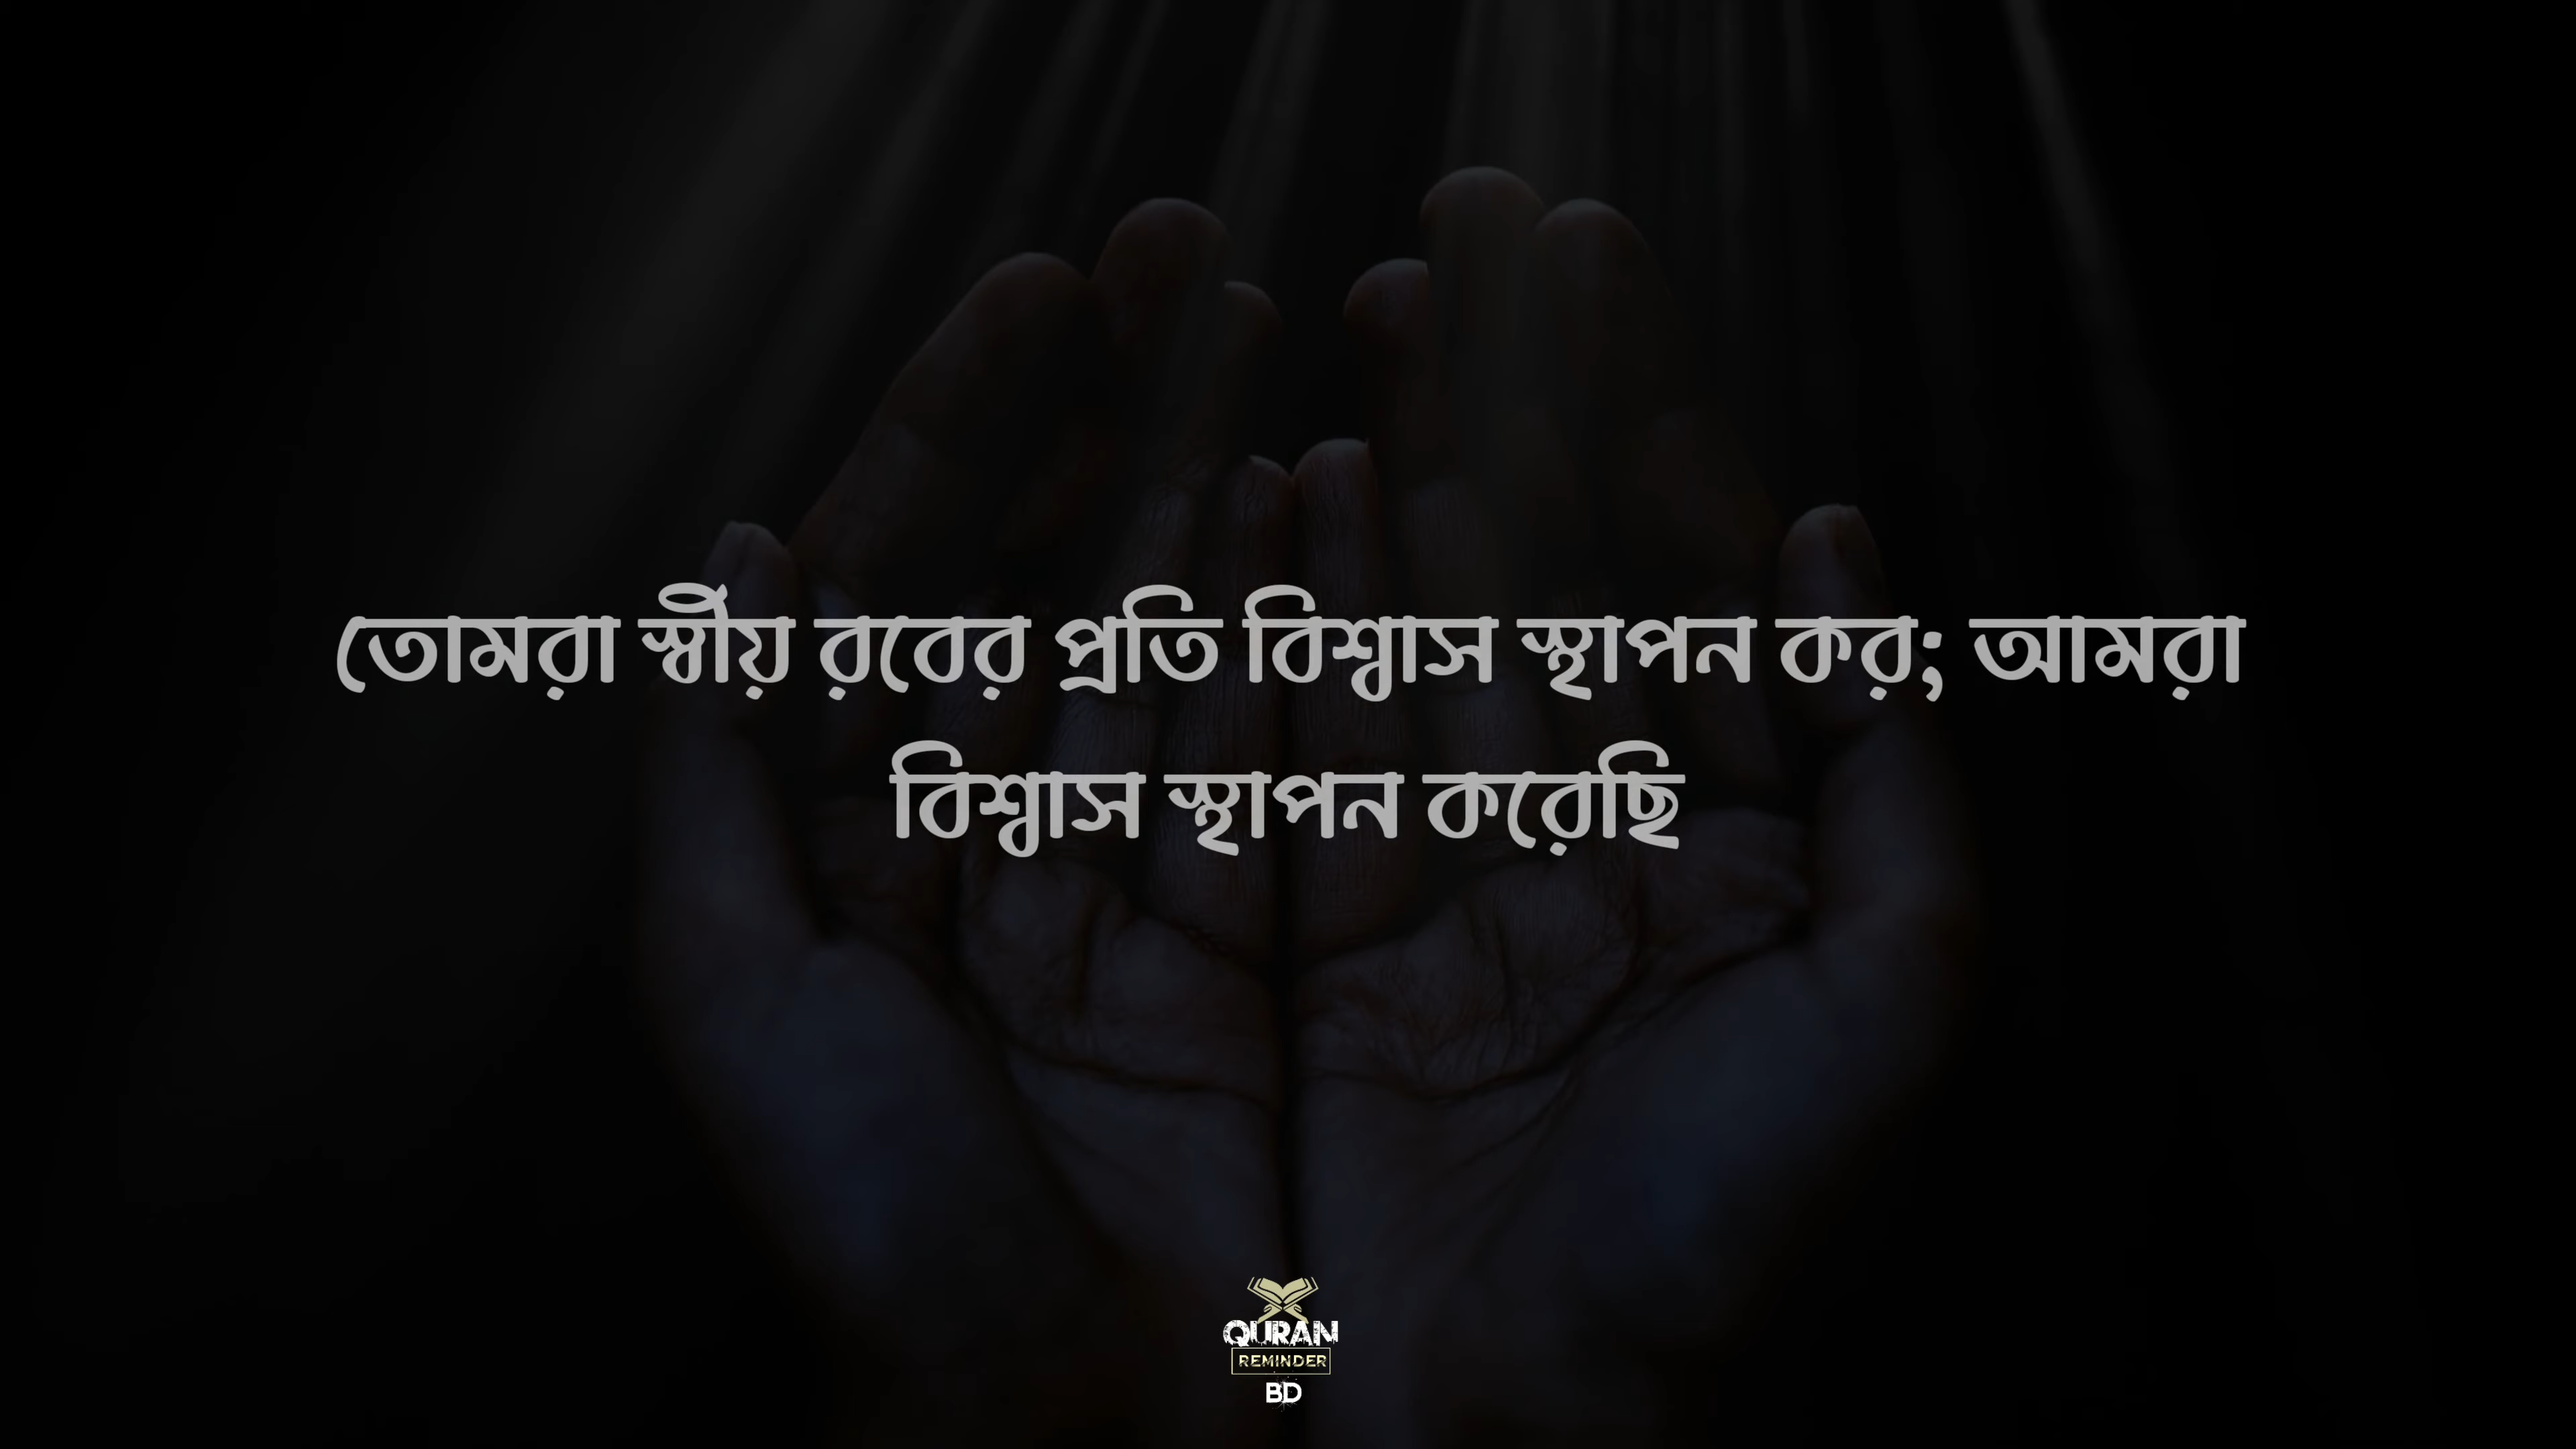 তোমরা স্বীয় রবের প্রতি বিশ্বাস স্থাপন কর; আমরা
বিশ্বাস স্থাপন করেছি
QURAN
REMINDER
BD